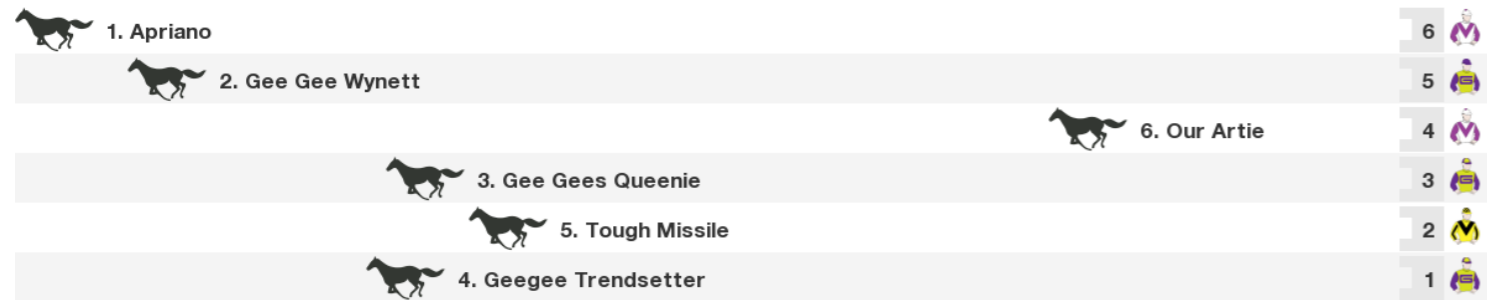 1. Apriano 6
2. Gee Gee Wynett 5
6. Our Artie 4
3. Gee Gees Queenie 3
5. Tough Missile 2
4. Geegee Trendsetter 1